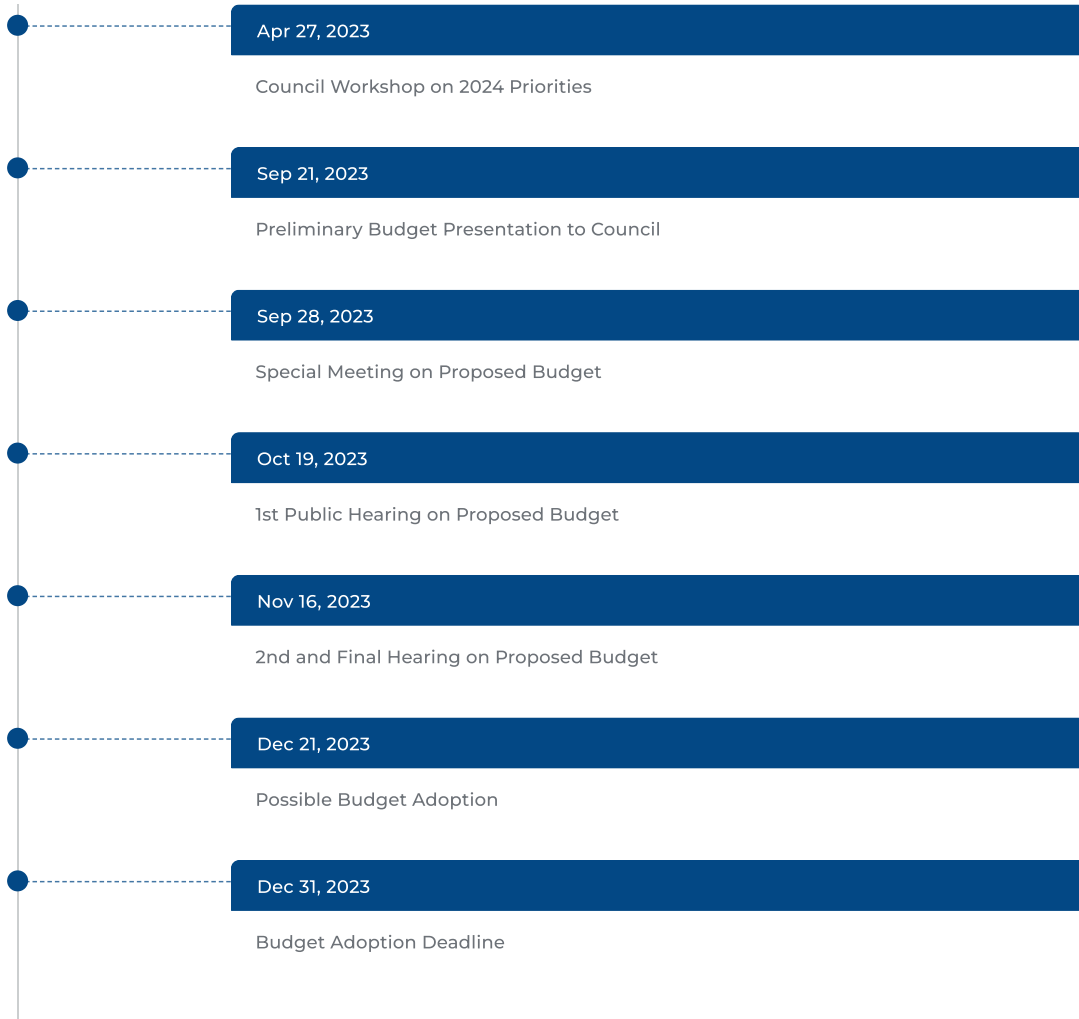 Apr 27, 2023
Council Workshop on 2024 Priorities
Sep 21, 2023
Preliminary Budget Presentation to Council
Sep 28, 2023
Special Meeting on Proposed Budget
Oct 19, 2023
1st Public Hearing on Proposed Budget
Nov 16, 2023
2nd and Final Hearing on Proposed Budget
Dec 21, 2023
Possible Budget Adoption
Dec 31, 2023
Budget Adoption Deadline